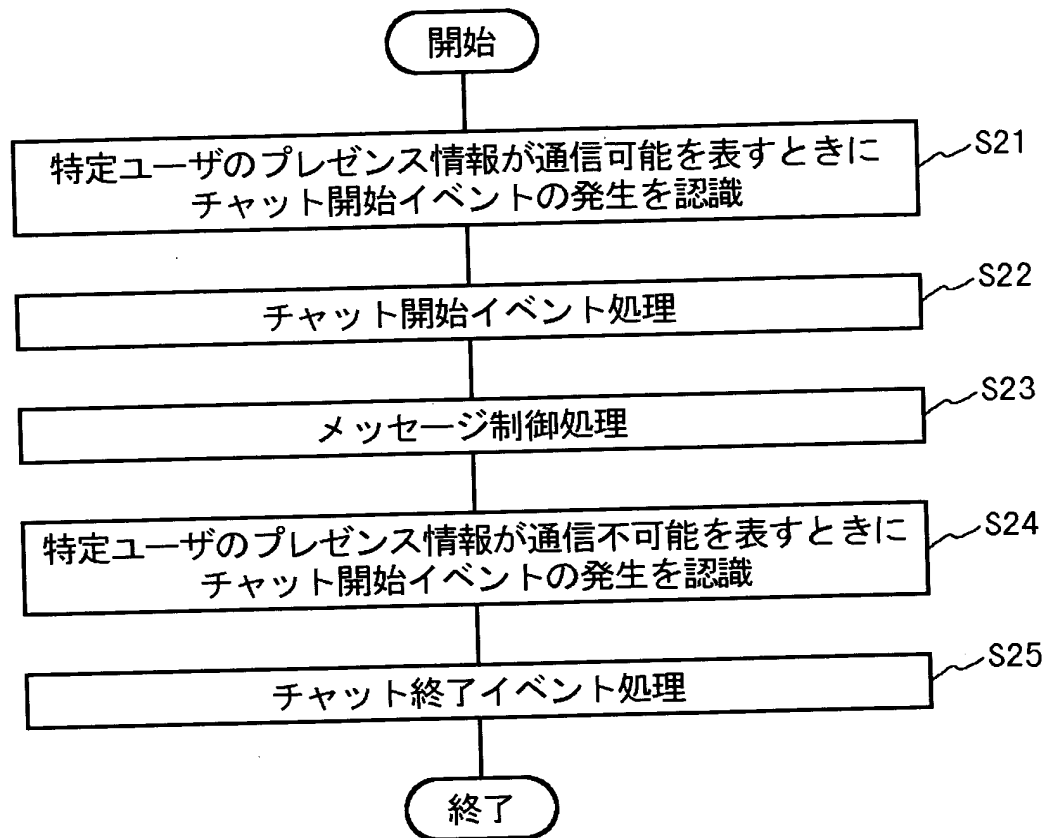 開始
特定ユーザのプレゼンス情報が通信可能を表すときに
チャット開始イベントの発生を認識
S21
チャット開始イベント処理
S22
メッセージ制御処理
S23
特定ユーザのプレゼンス情報が通信不可能を表すときに
チャット開始イベントの発生を認識
S24
チャット終了イベント処理
S25
終了